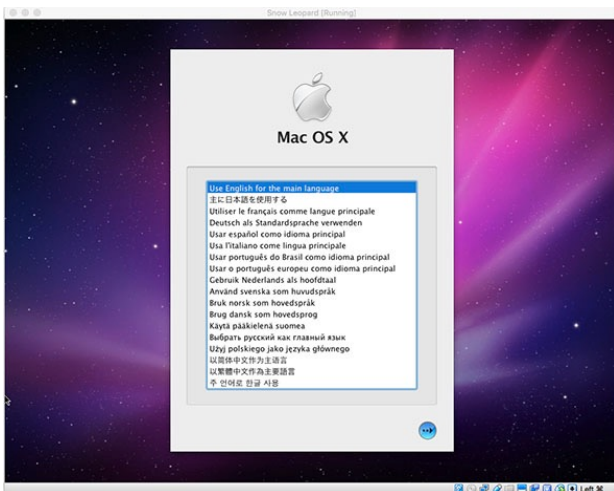 Snow Leopard [Running]
Mac OS X
Use English for the main language
主に日本語を使用する
Utiliser le français comme langue principale
Deutsch als Standardsprache verwenden
Usar español como idioma principal
Usa l'italiano come lingua principale
Usar português do Brasil como idioma principal
Usar o português europeu como idioma principal
Gebruik Nederlands als hoofdtaal
Använd svenska som huvudspråk
Bruk norsk som hovedspråk
Brug dansk som hovedsprog
Käytä pääkielenä suomea
Выбрать русский как главный язык
Użyj polskiego jako języka głównego
以简体中文作为主语言
以繁體中文作為主要語言
주 언어로 한글 사용
Left ⌘